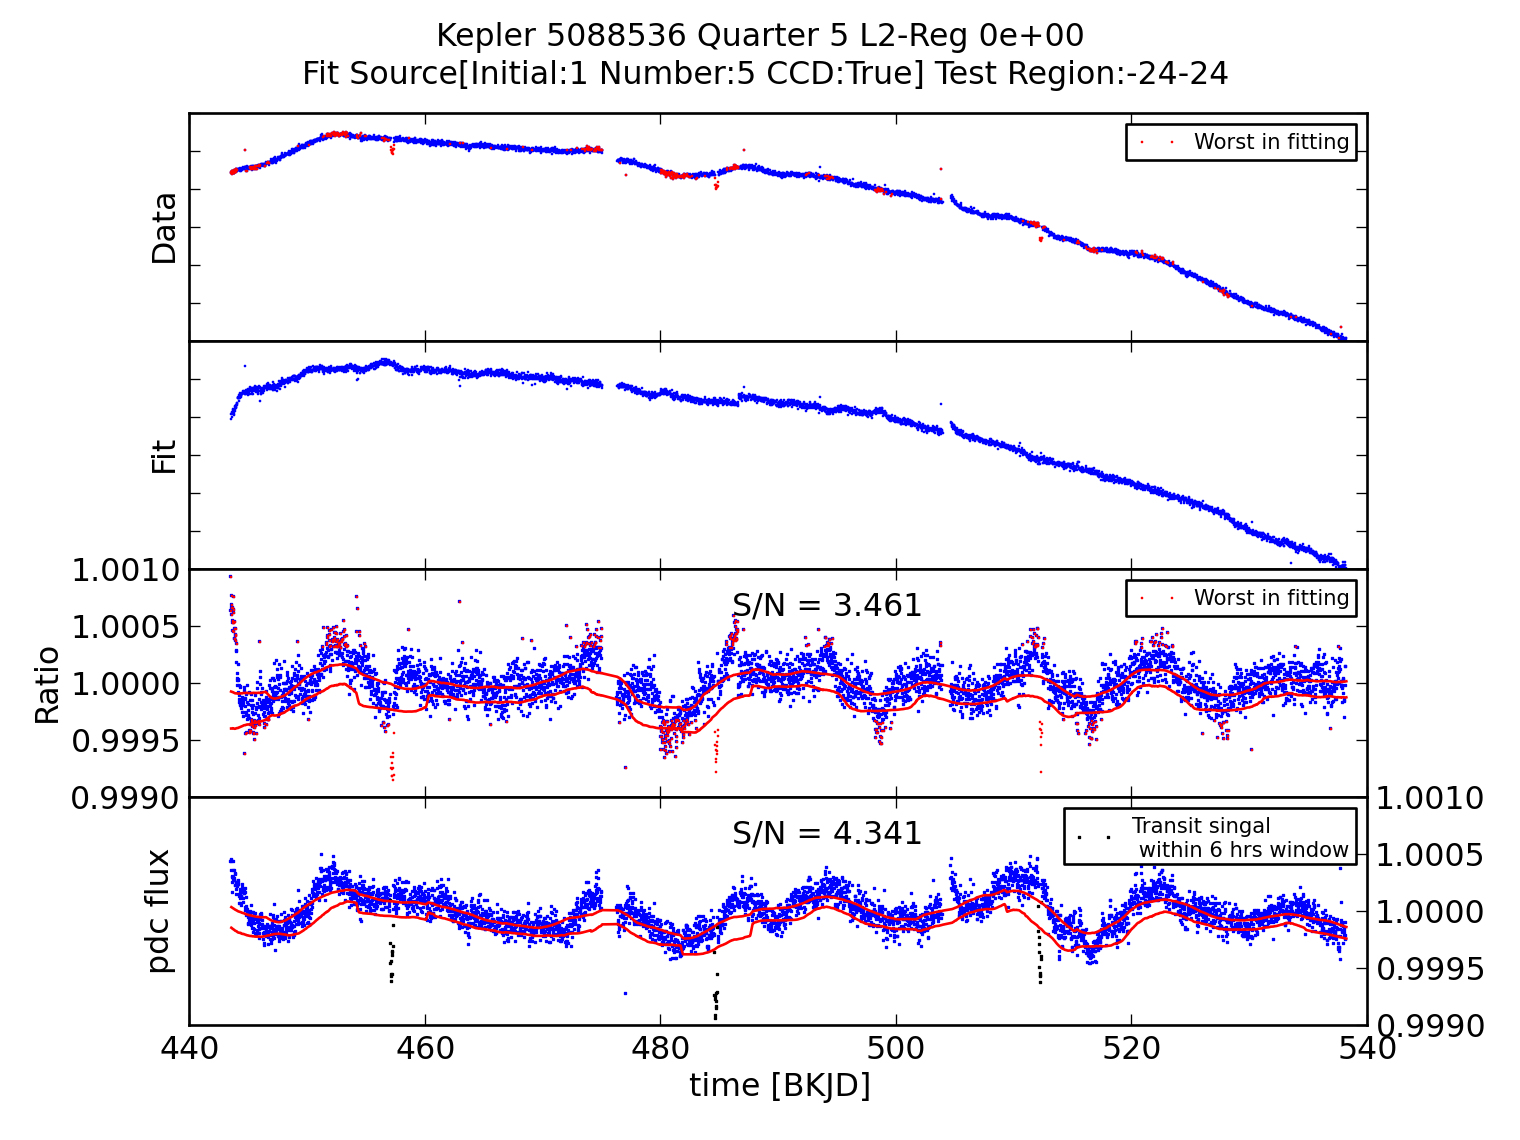 Kepler 5088536 Quarter 5 L2-Reg 0e+00
Fit Source[Initial:1 Number:5 CCD:True] Test Region:-24-24
Data
Worst in fitting
Fit
Ratio
1.0010
1.0005
1.0000
0.9995
0.9990
S/N = 3.461
Worst in fitting
pdc flux
S/N = 4.341
Transit singal
within 6 hrs window
1.0010
1.0005
1.0000
0.9995
0.9990
440 460 480 500 520 540
time [BKJD]